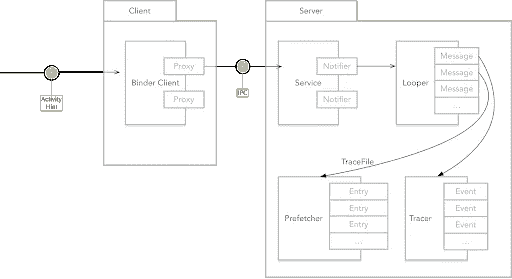 Client
Server
Proxy
Binder Client
Proxy
Activity
Hint
IPC
Notifier
Service
Notifier
Message
Message
Looper
Message
...
TraceFile
Prefetcher
Entry
Entry
Entry
...
Tracer
Event
Event
Event
...